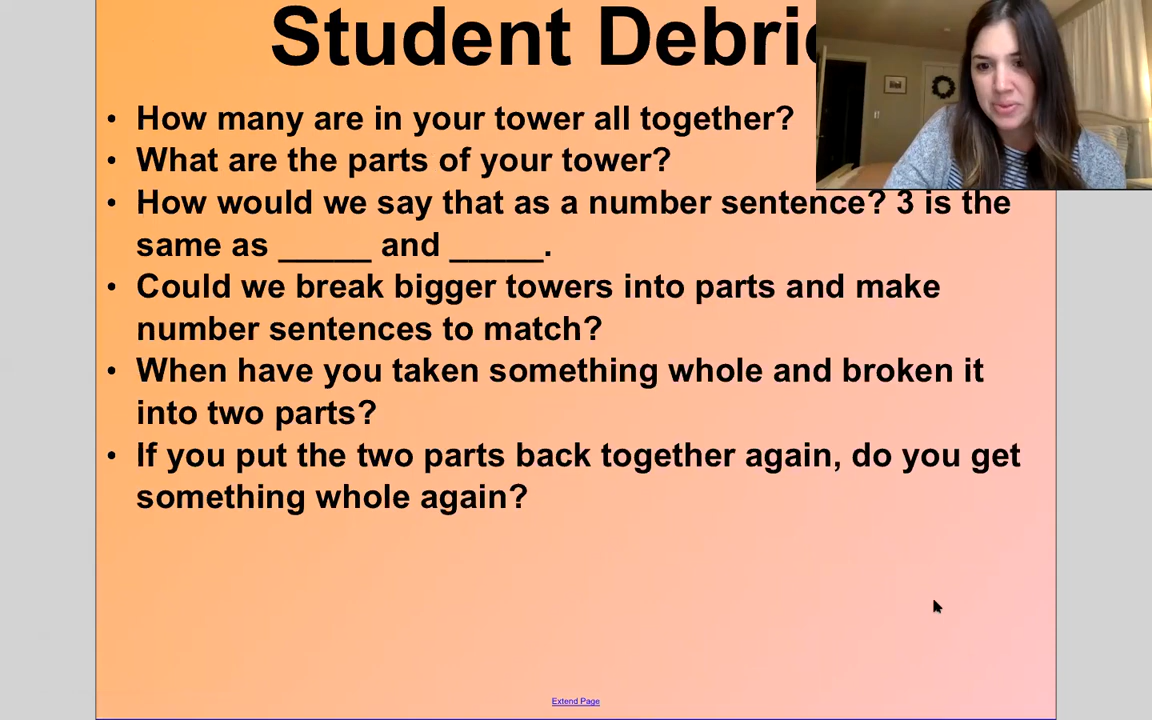 Student
• How many are in your tower all together?
• What are the parts of your tower?
• How would we say that as a number sentence? 3 is the
same as _____ and _____.
• Could we break bigger towers into parts and make
number sentences to match?
• When have you taken something whole and broken it
into two parts?
• If you put the two parts back together again, do you get
something whole again?
Extend Page